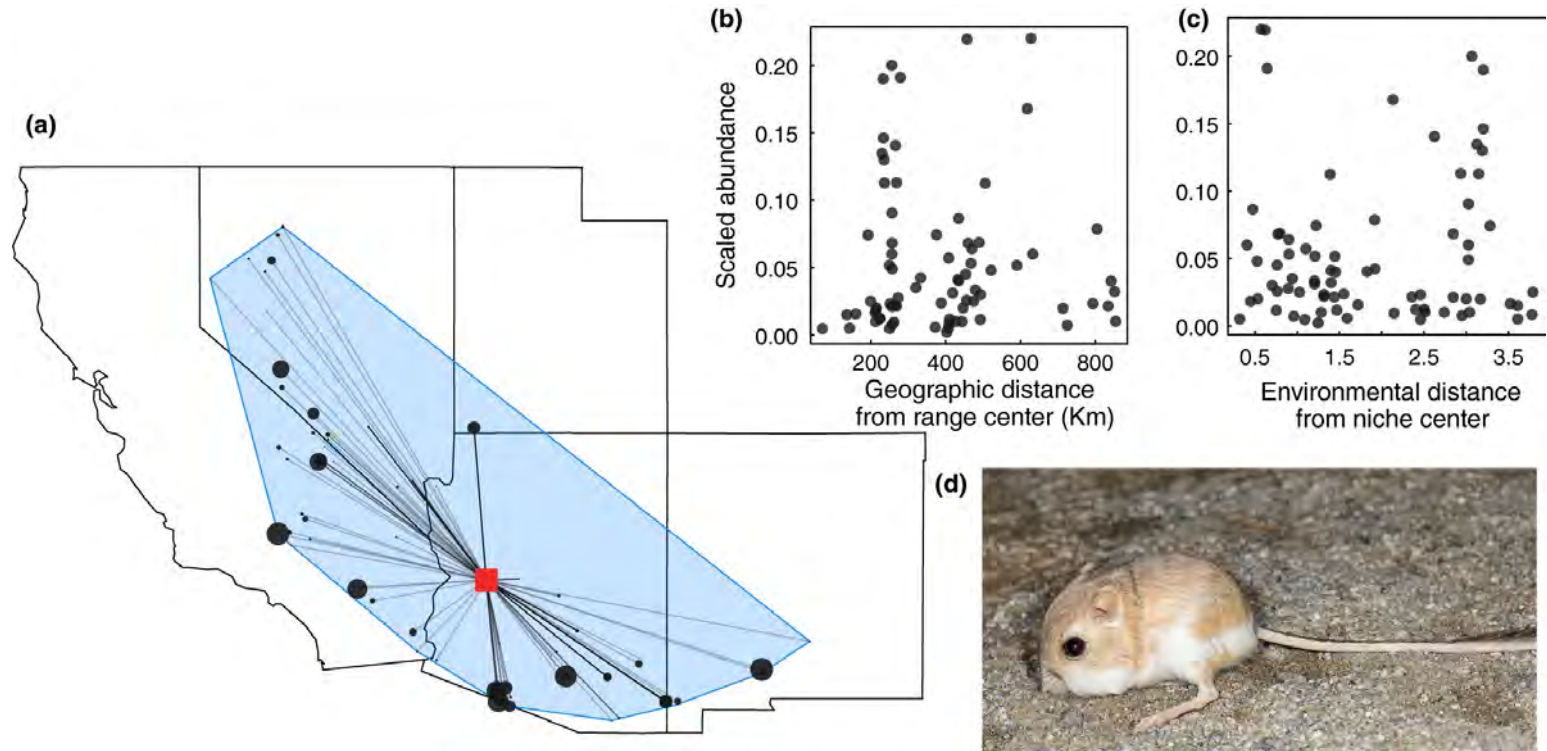 (a)
(b)
Scaled abundance
0.20
0.15
0.10
0.05
0.00
200 400 600 800
Geographic distance
from range center (Km)
(c)
0.20
0.15
0.10
0.05
0.00
0.5 1.5 2.5 3.5
Environmental distance
from niche center
(d)